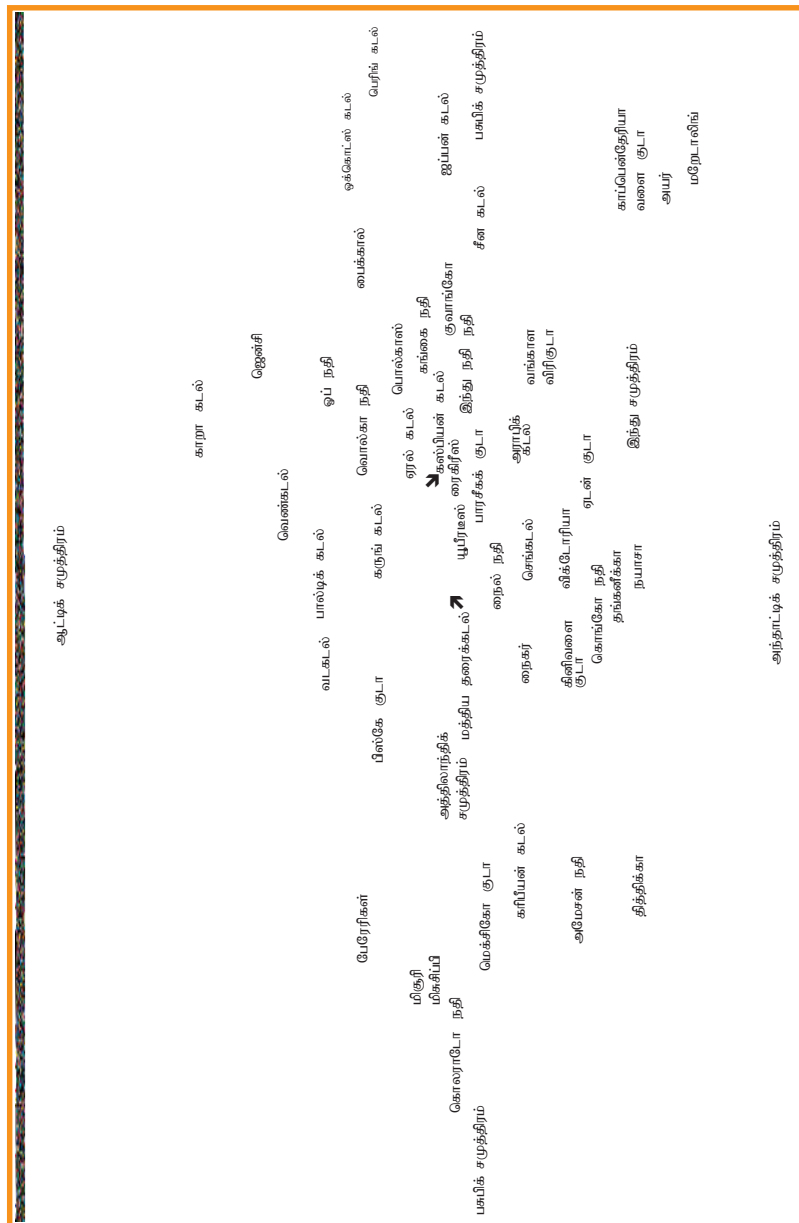 ஆட்டிக் சமுத்திரம்
காறா கடல்
ஜென்சி
வெண்கடல்
ஓப் நதி
பால்டிக் கடல்
வடகடல்
ஒக்கொட்ஸ் கடல்
பெரிங் கடல்
பைக்கால்
வொல்கா நதி
கருங் கடல்
பிஸ்கே குடா
பேரேரிகள்
பொல்காஸ்
ஏரல் கடல்
மிசூரி
மிசுசிப்பி
கங்கை நதி
ஜப்பன் கடல்
குவாங்கோ
நதி
கஸ்பியன் கடல்
அத்திலாந்திக்
சமுத்திரம்
கொலராடோ நதி
ரைகிரீஸ்
யூபீரடீஸ்
மத்திய தரைக்கடல்
இந்து நதி
பசுபிக் சமுத்திரம்
சீன கடல்
பாரசீகக் குடா
நைல் நதி
மெக்சிகோ குடா
பசுபிக் சமுத்திரம்
அராபிக்
கடல்
வங்காள
விரிகுடா
செங்கடல்
நைகர்
கரிபீயன் கடல்
விக்டோரியா
ஏடன் குடா
கினிவளை
குடா
அமேசன் நதி
கொங்கோ நதி
தங்கனீக்கா
நயாசா
இந்து சமுத்திரம்
தித்திக்கா
காப்பென்தேரியா
வளை குடா
அயர்
மறேடாலிங்
அந்தாட்டிக் சமுத்திரம்